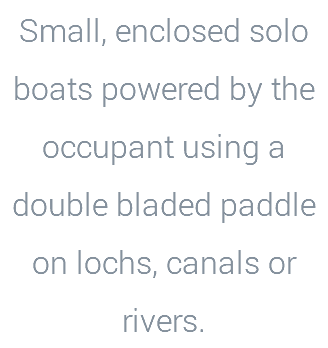 Small, enclosed solo
boats powered by the
occupant using a
double bladed paddle
on lochs, canals or
rivers.